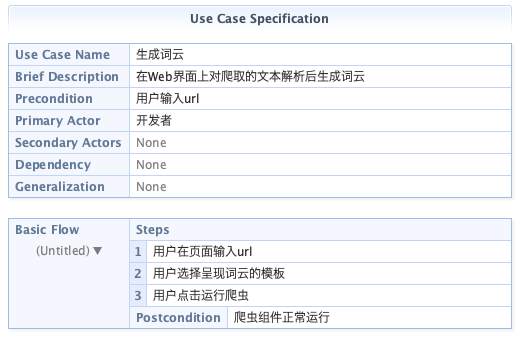 Use Case Specification
Use Case Name 生成词云
Brief Description 在Web界面上对爬取的文本解析后生成词云
Precondition 用户输入url
Primary Actor 开发者
Secondary Actors None
Dependency None
Generalization None
Basic Flow Steps
(Untitled) ▼ 1 用户在页面输入url
2 用户选择呈现词云的模板
3 用户点击运行爬虫
Postcondition 爬虫组件正常运行